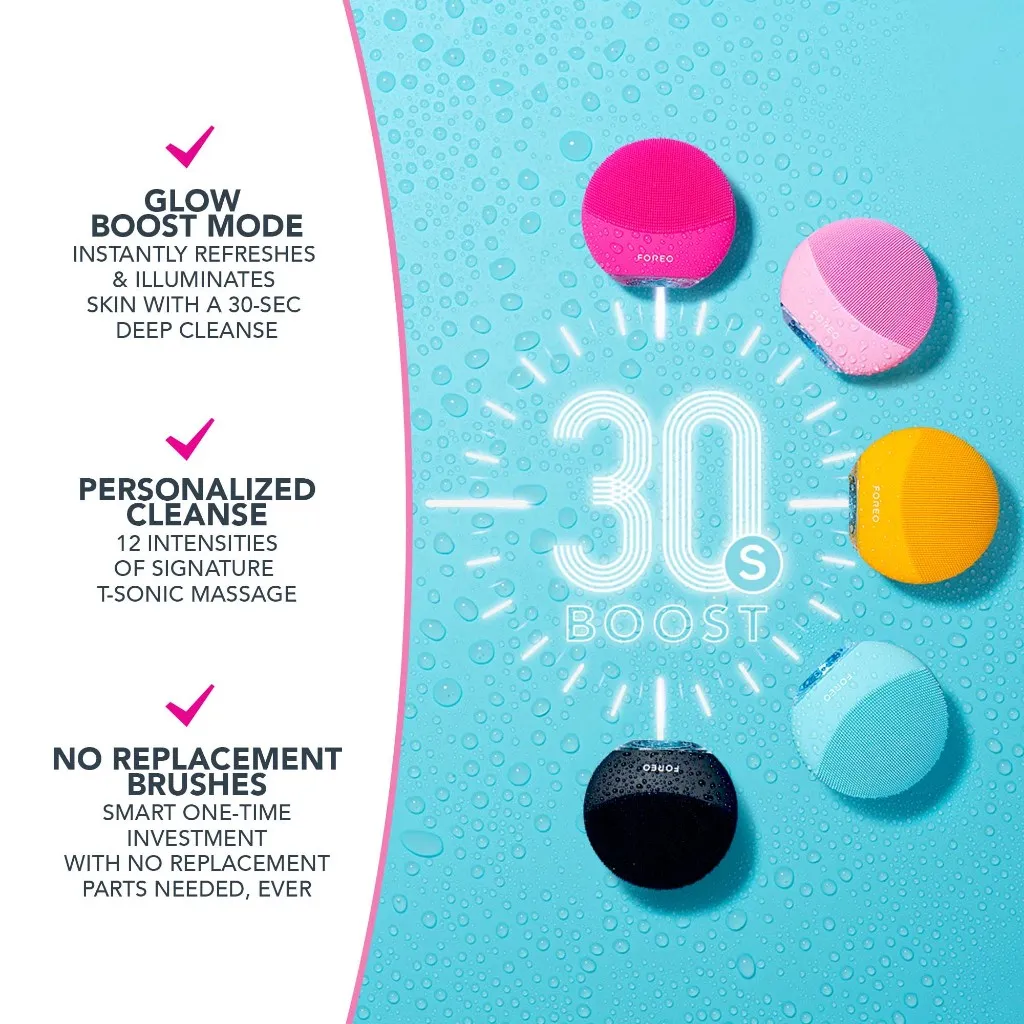 GLOW
BOOST MODE
INSTANTLY REFRESHES
& ILLUMINATES
SKIN WITH A 30-SEC
DEEP CLEANSE
PERSONALIZED
CLEANSE
12 INTENSITIES
OF SIGNATURE
T-SONIC MASSAGE
NO REPLACEMENT
BRUSHES
SMART ONE-TIME
INVESTMENT
WITH NO REPLACEMENT
PARTS NEEDED, EVER
FOREO
FOREO
FOREO
30S
BOOST
FOREO
FOREO